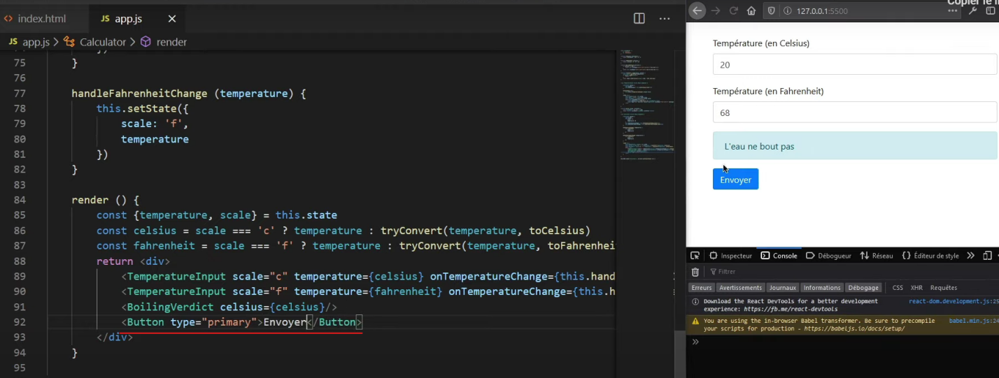 index.html
JS app.js
JS app.js > Calculator > render
75 }
76
77 handleFahrenheitChange (temperature) {
78 this.setState({
79 scale: 'f',
80 temperature
81 })
82 }
83
84 render () {
85 const {temperature, scale} = this.state
86 const celsius = scale === 'c' ? temperature : tryConvert(temperature, toCelsius)
87 const fahrenheit = scale === 'f' ? temperature : tryConvert(temperature, toFahrenhei
88 return <div>
89 <TemperatureInput scale="c" temperature={celsius} onTemperatureChange={this.hand
90 <TemperatureInput scale="f" temperature={fahrenheit} onTemperatureChange={this.h
91 <BoilingVerdict celsius={celsius}/>
92 <Button type="primary">Envoyer</Button>
93 </div>
94 }
95
Copier le
127.0.0.1:5500
Température (en Celsius)
20
Température (en Fahrenheit)
68
L'eau ne bout pas
Envoyer
Inspecteur Console Débogueur Réseau Éditeur de style
Filtrer
Erreurs Avertissements Journaux Informations Débogage CSS XHR Requêtes
Download the React DevTools for a better development react-dom.development.js:25
experience: https://fb.me/react-devtools
You are using the in-browser Babel transformer. Be sure to precompile babel.min.js:24
your scripts for production - https://babeljs.io/docs/setup/